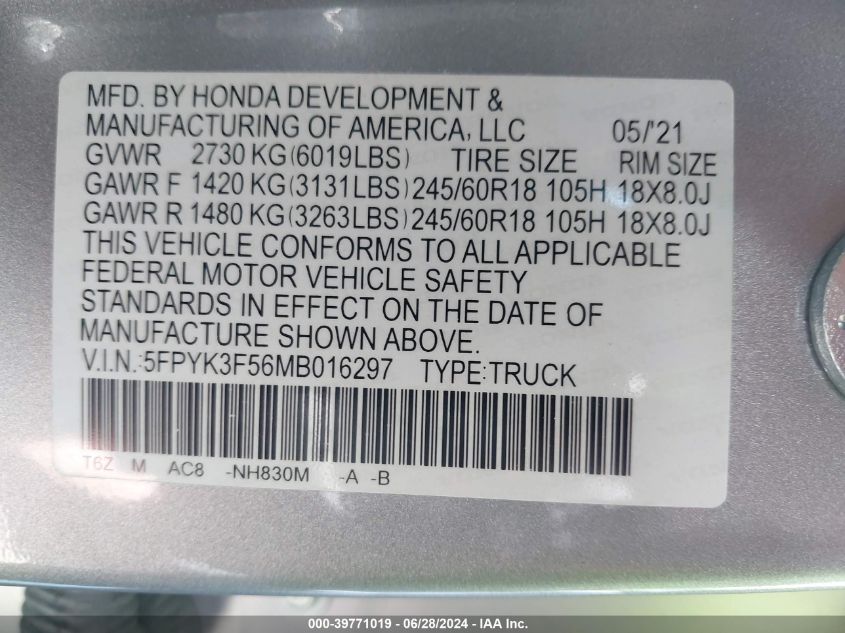 MFD. BY HONDA DEVELOPMENT &
MANUFACTURING OF AMERICA, LLC 05/'21
GVWR 2730 KG(6019LBS) TIRE SIZE RIM SIZE
GAWR F 1420 KG(3131LBS)245/60R18 105H 18X8.0J
GAWR R 1480 KG(3263LBS)245/60R18 105H 18X8.0J
THIS VEHICLE CONFORMS TO ALL APPLICABLE
FEDERAL MOTOR VEHICLE SAFETY
STANDARDS IN EFFECT ON THE DATE OF
MANUFACTURE SHOWN ABOVE.
V.I.N.:5FPYK3F56MB016297 TYPE:TRUCK
T6Z M AC8 -NH830M -A -B
000-39771019 - 06/28/2024 - IAA Inc.